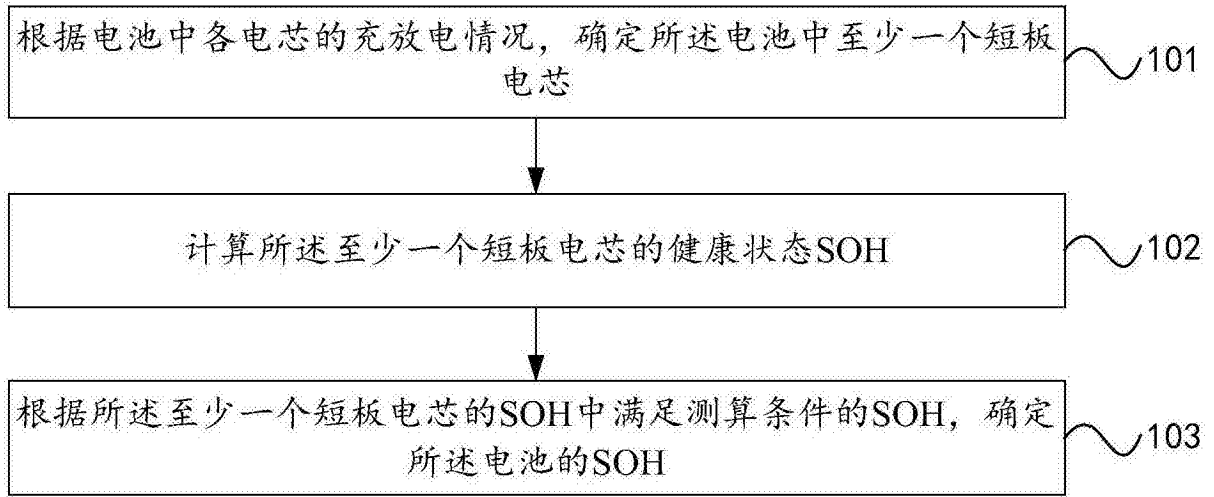 根据电池中各电芯的充放电情况，确定所述电池中至少一个短板
电芯
101
计算所述至少一个短板电芯的健康状态SOH
102
根据所述至少一个短板电芯的SOH中满足测算条件的SOH，确定
所述电池的SOH
103